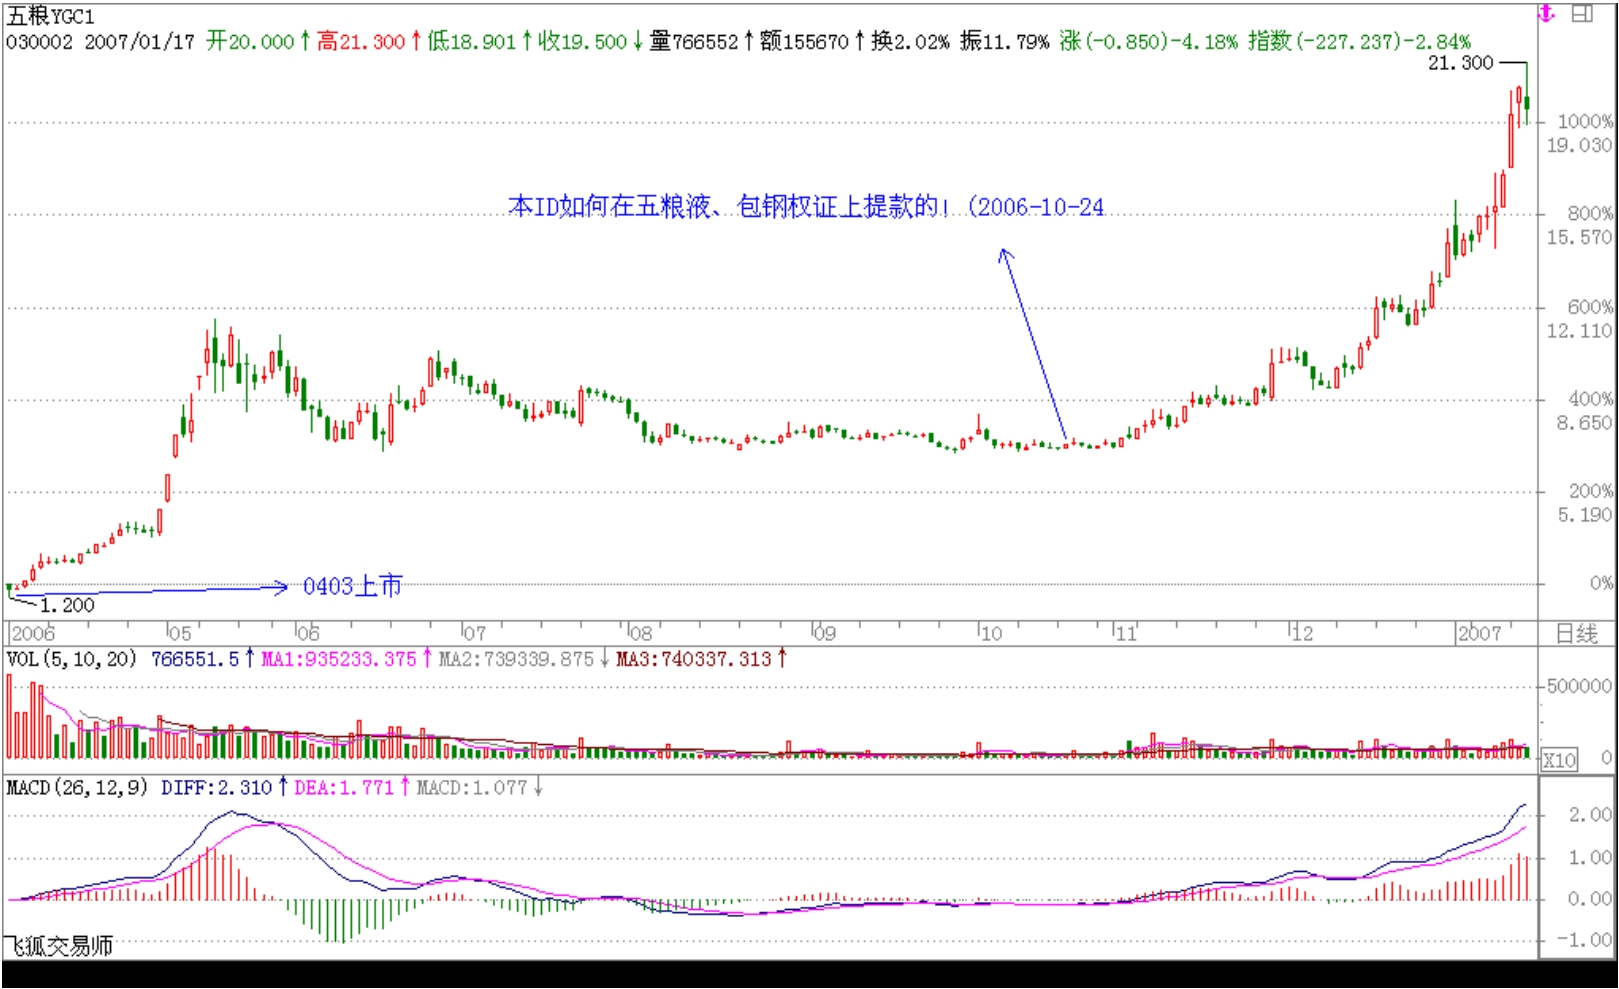 五粮YGC1
030002 2007/01/17 开20.000↑高21.300↑低18.901↑收19.500↓量766552↑额155670↑换2.02% 振11.79% 涨(-0.850)-4.18% 指数(-227.237)-2.84%
21.300
1000%
19.030
本ID如何在五粮液、包钢权证上提款的!(2006-10-24
800%
15.570
600%
12.110
400%
8.650
200%
5.190
0403上市
0%
1.200
2006 05 06 07 08 09 10 11 12 2007 日线
VOL(5,10,20) 766551.5↑ MA1:935233.375↑ MA2:739339.875↓ MA3:740337.313↑
500000
X10 0
MACD(26,12,9) DIFF:2.310↑ DEA:1.771↑ MACD:1.077↓
2.00
1.00
0.00
-1.00
飞狐交易师